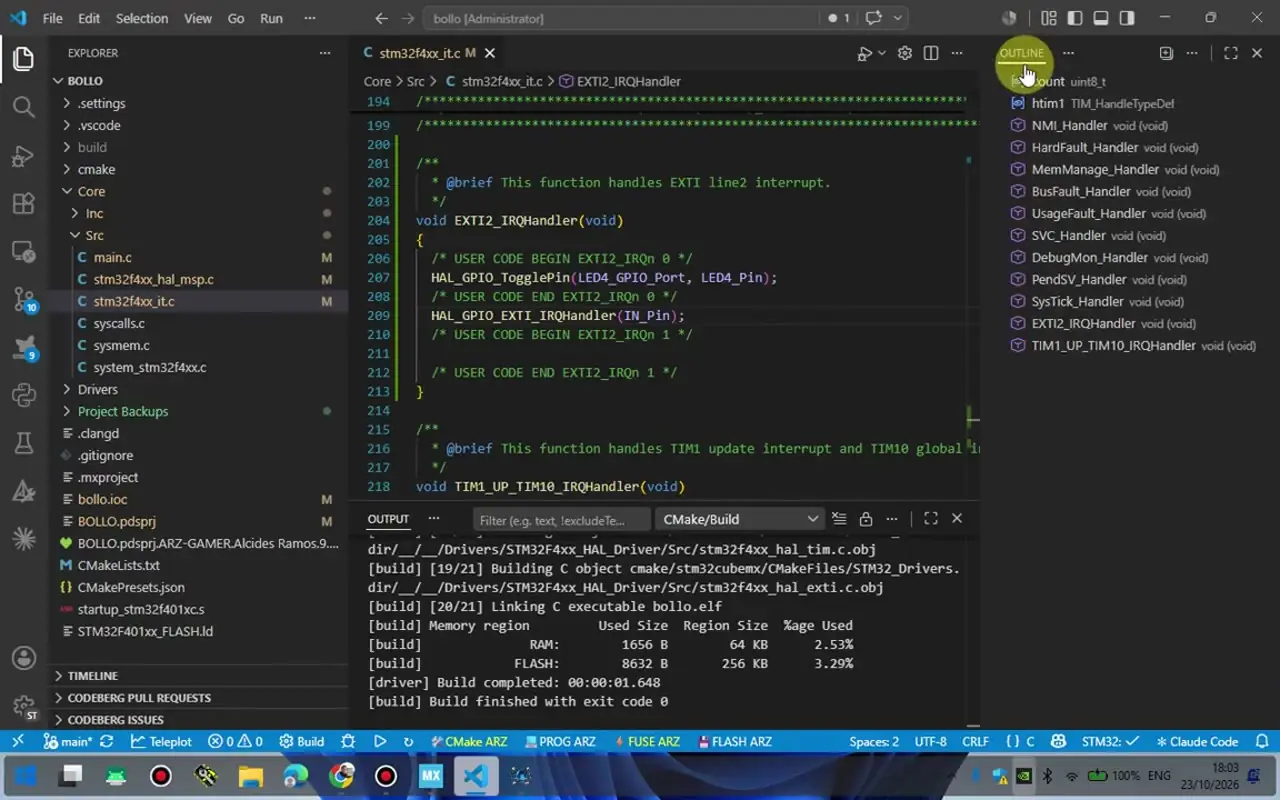 File Edit Selection View Go Run ···
bollo [Administrator]
1
EXPLORER
BOLLO
.settings
.vscode
build
cmake
Core
Inc
Src
C main.c M
C stm32f4xx_hal_msp.c M
C stm32f4xx_it.c M
C syscalls.c
C sysmem.c
C system_stm32f4xx.c
Drivers
Project Backups
.clangd
.gitignore
.mxproject
bollo.ioc M
BOLLO.pdsprj M
BOLLO.pdsprj.ARZ-GAMER.Alcides Ramos.9....
M CMakeLists.txt
{} CMakePresets.json
startup_stm32f401xc.s
STM32F401xx_FLASH.ld
TIMELINE
CODEBERG PULL REQUESTS
CODEBERG ISSUES
10
9
ST
C stm32f4xx_it.c M
Core > Src > C stm32f4xx_it.c > EXTI2_IRQHandler
194 /******************************************************************************
199 /******************************************************************************
200
201 /**
202 * @brief This function handles EXTI line2 interrupt.
203 */
204 void EXTI2_IRQHandler(void)
205 {
206 /* USER CODE BEGIN EXTI2_IRQn 0 */
207 HAL_GPIO_TogglePin(LED4_GPIO_Port, LED4_Pin);
208 /* USER CODE END EXTI2_IRQn 0 */
209 HAL_GPIO_EXTI_IRQHandler(IN_Pin);
210 /* USER CODE BEGIN EXTI2_IRQn 1 */
211
212 /* USER CODE END EXTI2_IRQn 1 */
213 }
214
215 /**
216 * @brief This function handles TIM1 update interrupt and TIM10 global i
217 */
218 void TIM1_UP_TIM10_IRQHandler(void)
OUTPUT ···
Filter (e.g. text, !excludeTe...
CMake/Build
dir/__/__/Drivers/STM32F4xx_HAL_Driver/Src/stm32f4xx_hal_tim.c.obj
[build] [19/21] Building C object cmake/stm32cubemx/CMakeFiles/STM32_Drivers.
dir/__/__/Drivers/STM32F4xx_HAL_Driver/Src/stm32f4xx_hal_exti.c.obj
[build] [20/21] Linking C executable bollo.elf
[build] Memory region Used Size Region Size %age Used
[build] RAM: 1656 B 64 KB 2.53%
[build] FLASH: 8632 B 256 KB 3.29%
[driver] Build completed: 00:00:01.648
[build] Build finished with exit code 0
OUTLINE
uint8_t
htim1 TIM_HandleTypeDef
NMI_Handler void (void)
HardFault_Handler void (void)
MemManage_Handler void (void)
BusFault_Handler void (void)
UsageFault_Handler void (void)
SVC_Handler void (void)
DebugMon_Handler void (void)
PendSV_Handler void (void)
SysTick_Handler void (void)
EXTI2_IRQHandler void (void)
TIM1_UP_TIM10_IRQHandler void (void)
main* Teleplot 0 0 Build CMake ARZ PROG ARZ FUSE ARZ FLASH ARZ Spaces: 2 UTF-8 CRLF {} C STM32: Claude Code
MX
100% ENG
18:03
23/10/2026